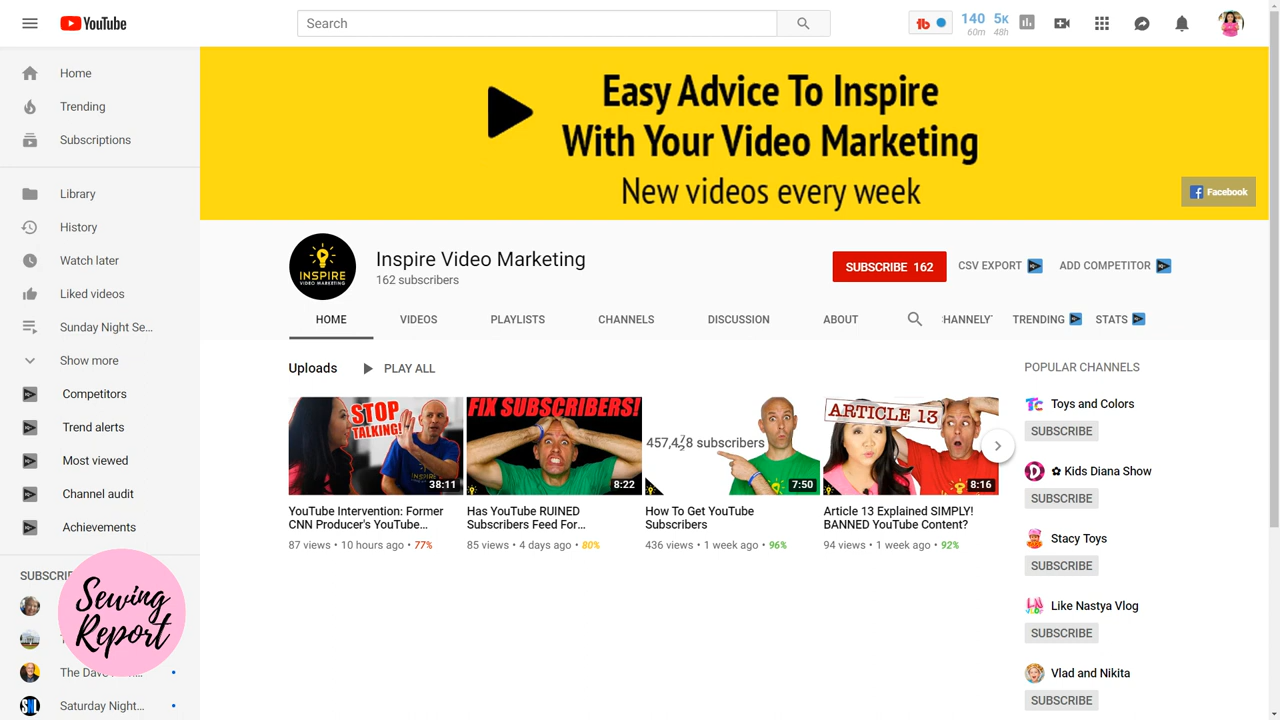 YouTube
Search
tb
140 5K
60m 48h
Home
Trending
Subscriptions
Library
History
Watch later
Liked videos
Sunday Night Se...
Show more
Competitors
Trend alerts
Most viewed
Channel audit
Achievements
SUBSCRI
The Dave
Saturday Night...
Sewing
Report
Easy Advice To Inspire
With Your Video Marketing
New videos every week
Facebook
INSPIRE
VIDEO MARKETING
Inspire Video Marketing
162 subscribers
SUBSCRIBE 162
CSV EXPORT
ADD COMPETITOR
HOME
VIDEOS
PLAYLISTS
CHANNELS
DISCUSSION
ABOUT
HANNELY
TRENDING
STATS
Uploads
PLAY ALL
STOP
TALKING!
38:11
YouTube Intervention: Former
CNN Producer's YouTube...
87 views • 10 hours ago • 77%
FIX SUBSCRIBERS!
8:22
Has YouTube RUINED
Subscribers Feed For...
85 views • 4 days ago • 80%
457,428 subscribers
7:50
How To Get YouTube
Subscribers
436 views • 1 week ago • 96%
ARTICLE 13
8:16
Article 13 Explained SIMPLY!
BANNED YouTube Content?
94 views • 1 week ago • 92%
POPULAR CHANNELS
Toys and Colors
SUBSCRIBE
✿ Kids Diana Show
SUBSCRIBE
Stacy Toys
SUBSCRIBE
Like Nastya Vlog
SUBSCRIBE
Vlad and Nikita
SUBSCRIBE